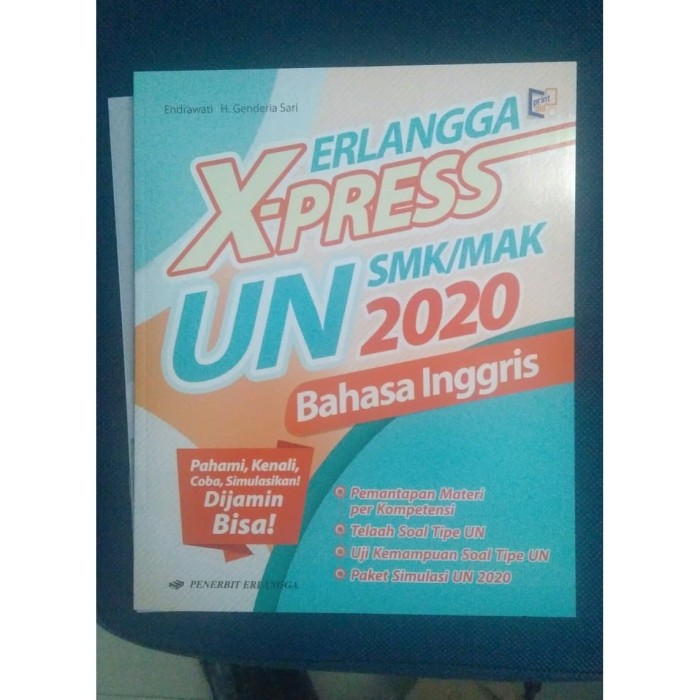 Endrawati H. Genderia Sari
print
ERLANGGA
X-PRESS
UN SMK/MAK
2020
Bahasa Inggris
Pahami, Kenali,
Coba, Simulasikan!
Dijamin
Bisa!
Pemantapan Materi
per Kompetensi
Telaah Soal Tipe UN
Uji Kemampuan Soal Tipe UN
Paket Simulasi UN 2020
PENERBIT ERLANGGA